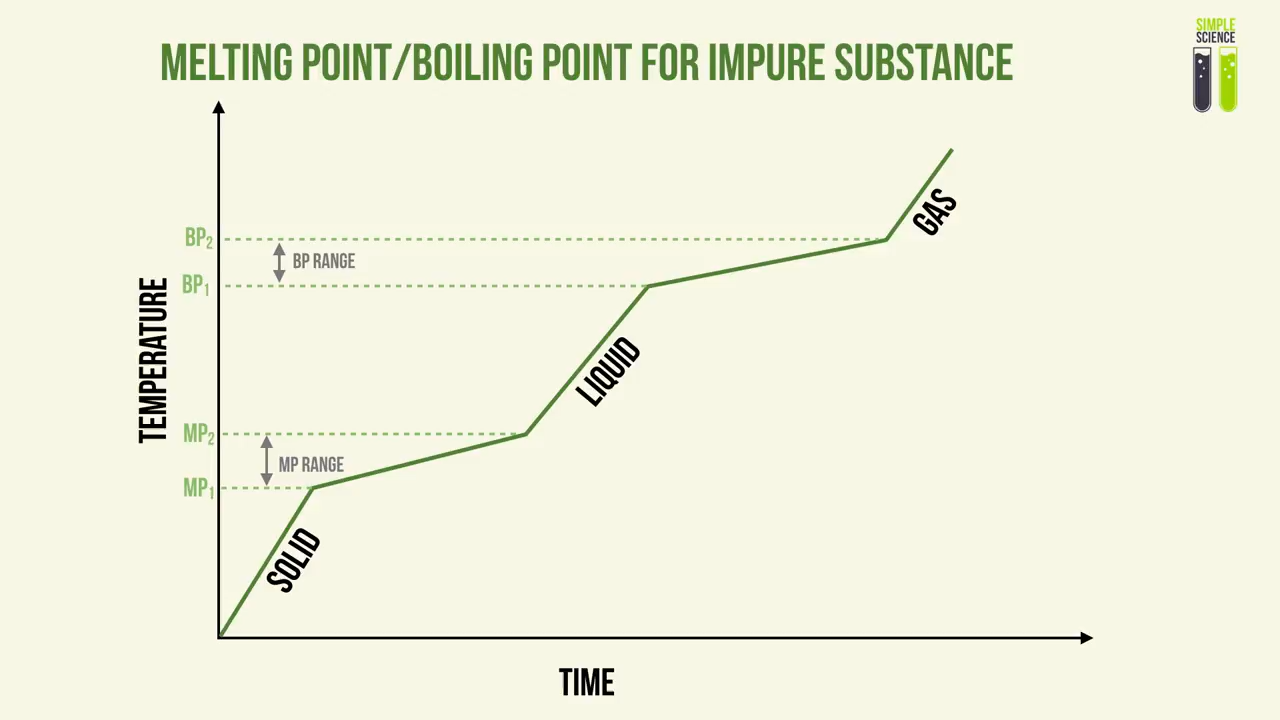 SIMPLE
SCIENCE
MELTING POINT/BOILING POINT FOR IMPURE SUBSTANCE
GAS
BP₂
BP RANGE
BP₁
TEMPERATURE
LIQUID
MP₂
MP RANGE
MP₁
SOLID
TIME